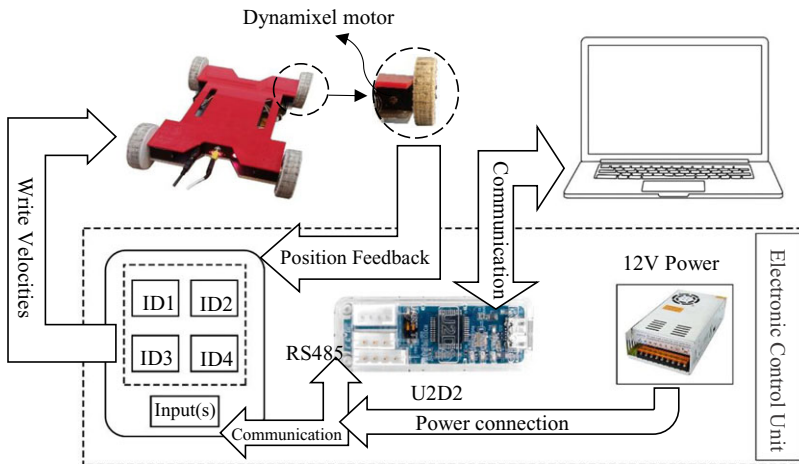 Dynamixel motor
Write Velocities
Communication
Position Feedback
12V Power
Electronic Control Unit
ID1
ID2
ID3
ID4
RS485
U2D2
Input(s)
Communication
Power connection